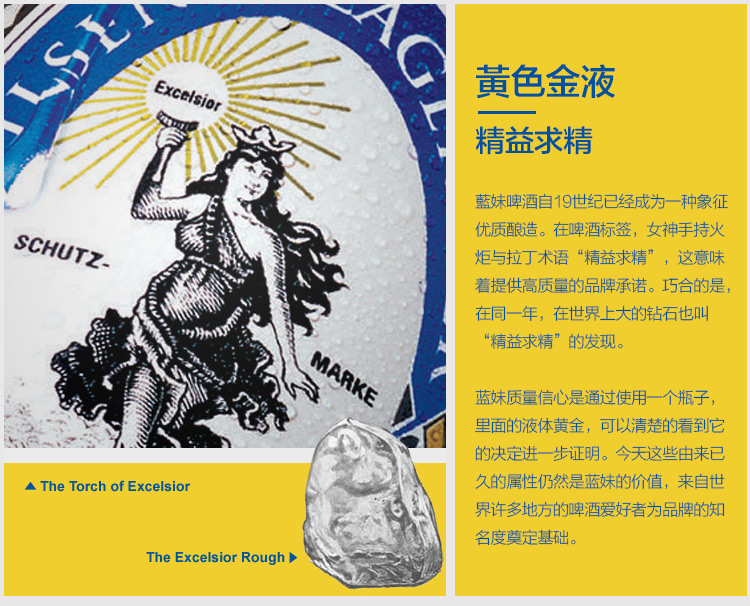 ILSEN
LAGE
Excelsior
SCHUTZ-
MARKE
The Torch of Excelsior
The Excelsior Rough
黃色金液
精益求精
藍妹啤酒自19世纪已经成为一种象征
优质酿造。在啤酒标签，女神手持火
炬与拉丁术语“精益求精”，这意味
着提供高质量的品牌承诺。巧合的是，
在同一年，在世界上大的钻石也叫
“精益求精”的发现。
蓝妹质量信心是通过使用一个瓶子，
里面的液体黄金，可以清楚的看到它
的决定进一步证明。今天这些由来已
久的属性仍然是蓝妹的价值，来自世
界许多地方的啤酒爱好者为品牌的知
名度奠定基础。